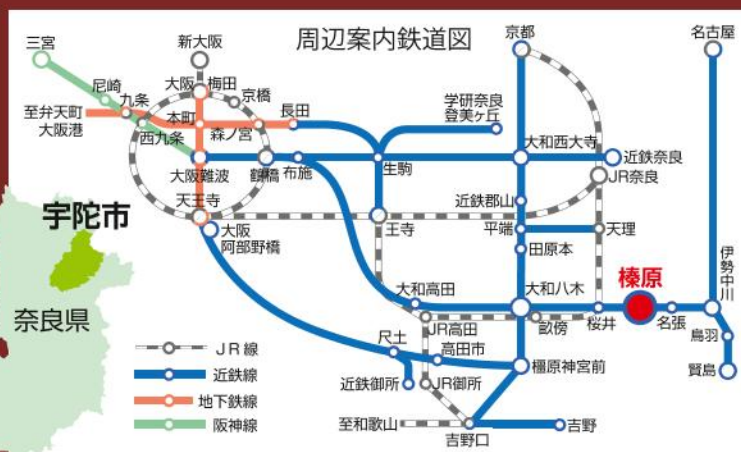 周辺案内鉄道図
三宮
新大阪
京都
名古屋
尼崎
九条
大阪
梅田
京橋
至弁天町
大阪港
西九条
本町
森ノ宮
長田
学研奈良
登美ヶ丘
大阪難波
鶴橋
布施
生駒
大和西大寺
近鉄奈良
JR奈良
天王寺
大阪
阿部野橋
王寺
近鉄郡山
平端
天理
田原本
宇陀市
奈良県
大和高田
大和八木
榛原
伊勢中川
JR高田
畝傍
桜井
名張
鳥羽
賢島
尺土
高田市
橿原神宮前
近鉄御所
JR御所
至和歌山
吉野口
吉野
JR線
近鉄線
地下鉄線
阪神線